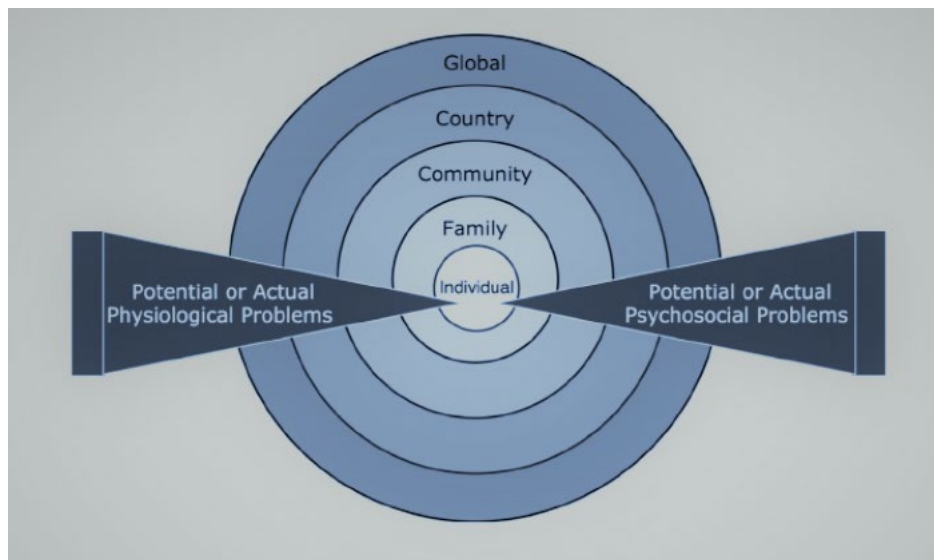 Global
Country
Community
Family
Individual
Potential or Actual
Physiological Problems
Potential or Actual
Psychosocial Problems